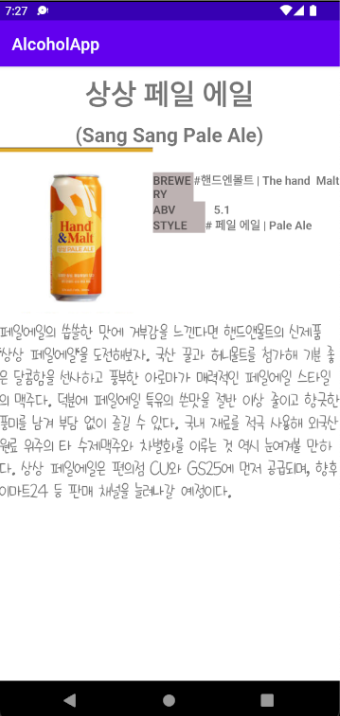 7:27
AlcoholApp
상상 페일 에일
(Sang Sang Pale Ale)
BREWE #핸드엔몰트 | The hand Malt
RY
ABV 5.1
STYLE # 페일 에일 | Pale Ale
Hand
&Malt
페일에일의 씁쓸한 맛에 거부감을 느낀다면 핸드앤몰트의 신제품
'상상 페일에일'을 도전해보자. 국산 꿀과 허니몰트를 첨가해 기분 좋
은 달콤함을 선사하고 풍부한 아로마가 매력적인 페일에일 스타일
의 맥주다. 덕분에 페일에일 특유의 쓴맛을 절반 이상 줄이고 향긋한
풍미를 남겨 부담 없이 즐길 수 있다. 국내 재료를 적극 사용해 외국산
원료 위주의 타 수제맥주와 차별화를 이루는 것 역시 눈여겨볼 만하
다. 상상 페일에일은 편의점 CU와 GS25에 먼저 공급되며, 향후
이마트24 등 판매 채널을 늘려나갈 예정이다.